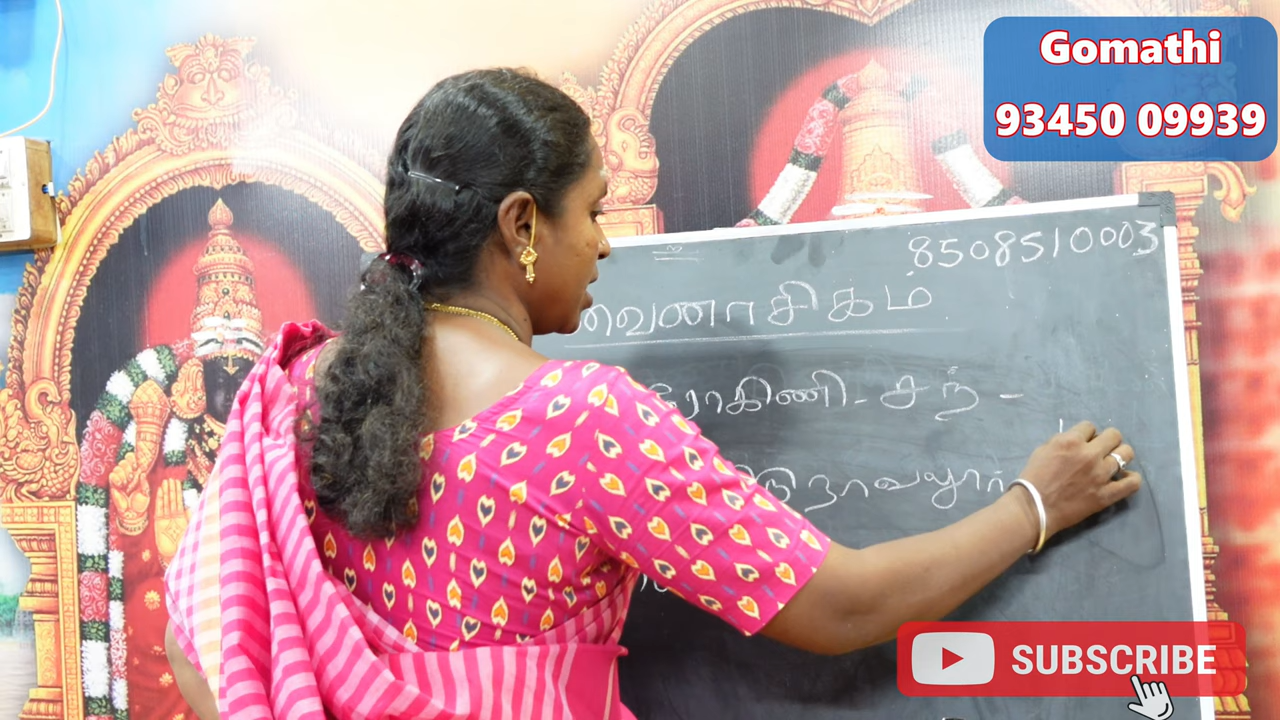 Gomathi
93450 09939
8508510003
வைணாசிகம்
ரோகிணி - சந் -
திருநாவலூர்
SUBSCRIBE